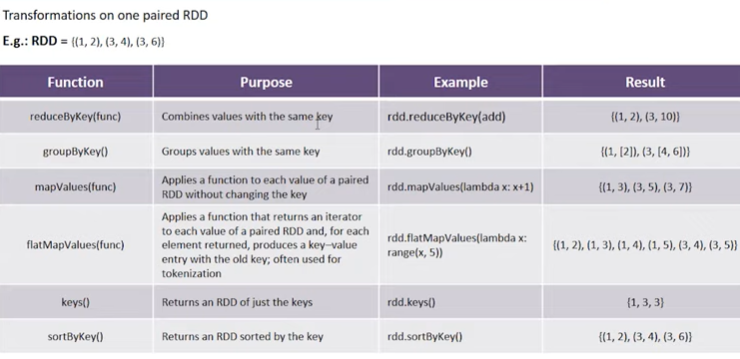 Transformations on one paired RDD
E.g.: RDD = {(1, 2), (3, 4), (3, 6)}
Function Purpose Example Result
reduceByKey(func) Combines values with the same key rdd.reduceByKey(add) {(1, 2), (3, 10)}
groupByKey() Groups values with the same key rdd.groupByKey() {(1, [2]), (3, [4, 6])}
mapValues(func) Applies a function to each value of a paired RDD without changing the key rdd.mapValues(lambda x: x+1) {(1, 3), (3, 5), (3, 7)}
flatMapValues(func) Applies a function that returns an iterator to each value of a paired RDD and, for each element returned, produces a key–value entry with the old key; often used for tokenization rdd.flatMapValues(lambda x: range(x, 5)) {(1, 2), (1, 3), (1, 4), (1, 5), (3, 4), (3, 5)}
keys() Returns an RDD of just the keys rdd.keys() {1, 3, 3}
sortByKey() Returns an RDD sorted by the key rdd.sortByKey() {(1, 2), (3, 4), (3, 6)}